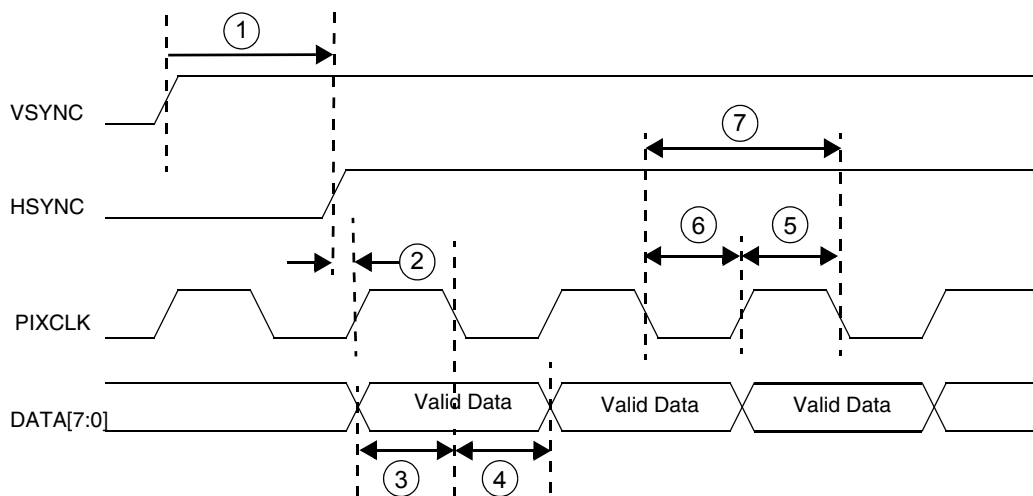 1
VSYNC
7
HSYNC
6 5
2
PIXCLK
Valid Data Valid Data Valid Data
DATA[7:0]
3 4